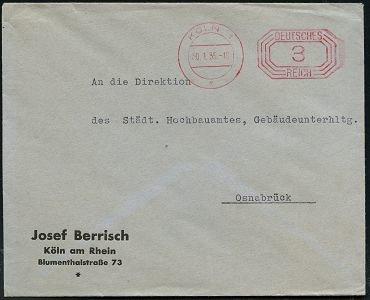 KÖLN 1
DEUTSCHES
3
REICH
An die Direktion
des Städt. Hochbauamtes, Gebäudeunterhltg.
Osnabrück
Josef Berrisch
Köln am Rhein
Blumenthalstraße 73
*